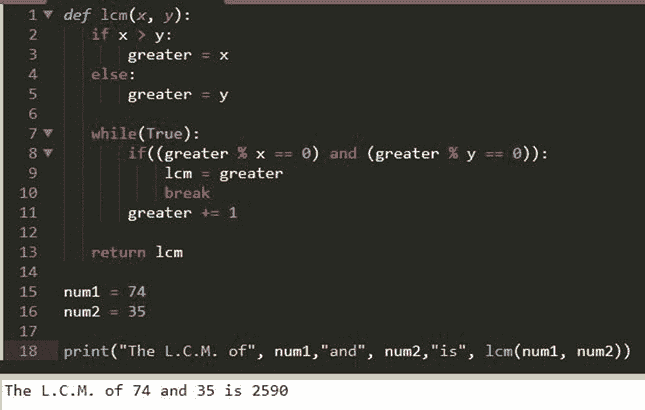 1 def lcm(x, y):
2     if x > y:
3         greater = x
4     else:
5         greater = y
6
7     while(True):
8         if((greater % x == 0) and (greater % y == 0)):
9             lcm = greater
10             break
11         greater += 1
12
13     return lcm
14
15 num1 = 74
16 num2 = 35
17
18 print("The L.C.M. of", num1,"and", num2,"is", lcm(num1, num2))
The L.C.M. of 74 and 35 is 2590